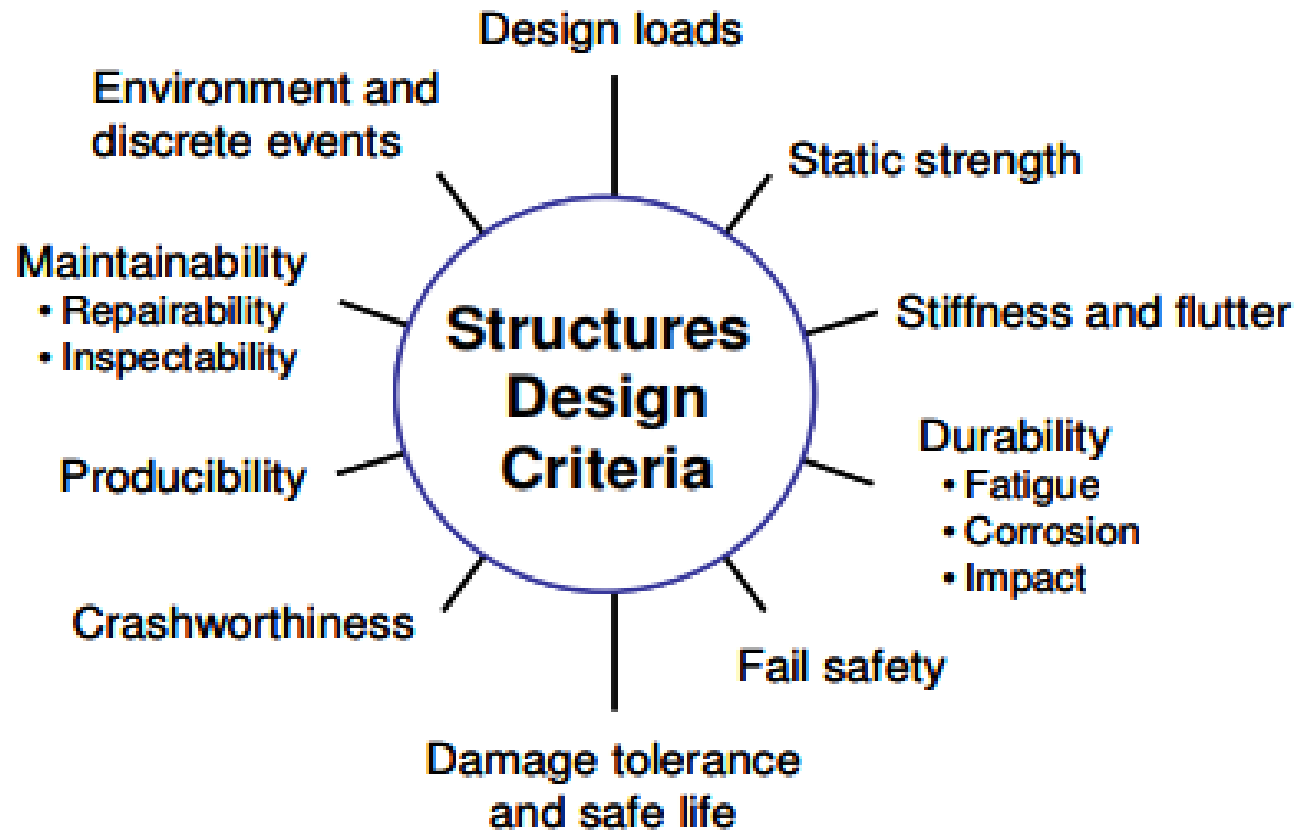 Design loads
Environment and
discrete events
Static strength
Maintainability
• Repairability
• Inspectability
Stiffness and flutter
Structures
Design
Criteria
Durability
• Fatigue
• Corrosion
• Impact
Producibility
Crashworthiness
Fail safety
Damage tolerance
and safe life